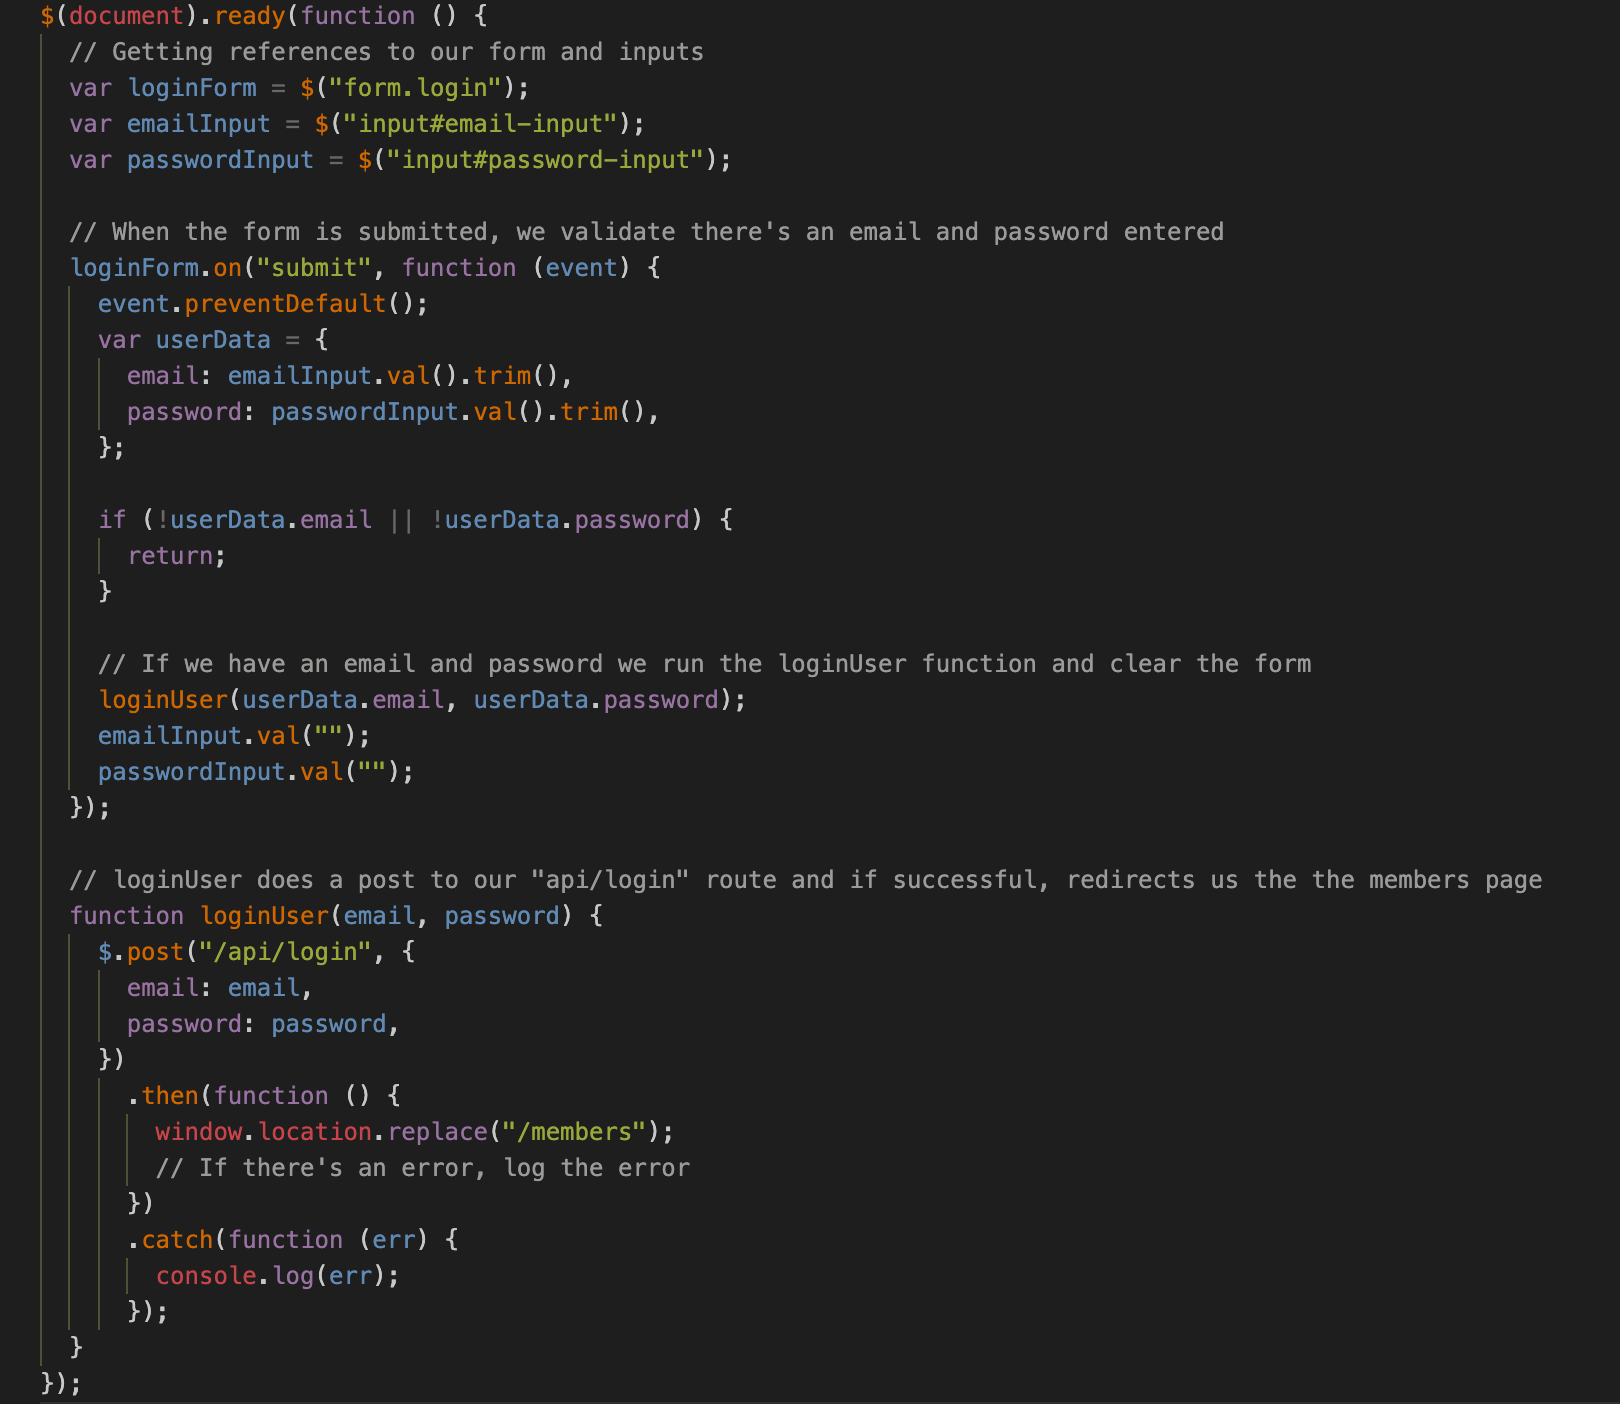 $(document).ready(function () {
  // Getting references to our form and inputs
  var loginForm = $("form.login");
  var emailInput = $("input#email-input");
  var passwordInput = $("input#password-input");

  // When the form is submitted, we validate there's an email and password entered
  loginForm.on("submit", function (event) {
    event.preventDefault();
    var userData = {
      email: emailInput.val().trim(),
      password: passwordInput.val().trim(),
    };

    if (!userData.email || !userData.password) {
      return;
    }

    // If we have an email and password we run the loginUser function and clear the form
    loginUser(userData.email, userData.password);
    emailInput.val("");
    passwordInput.val("");
  });

  // loginUser does a post to our "api/login" route and if successful, redirects us the the members page
  function loginUser(email, password) {
    $.post("/api/login", {
      email: email,
      password: password,
    })
      .then(function () {
        window.location.replace("/members");
        // If there's an error, log the error
      })
      .catch(function (err) {
        console.log(err);
      });
  }
});